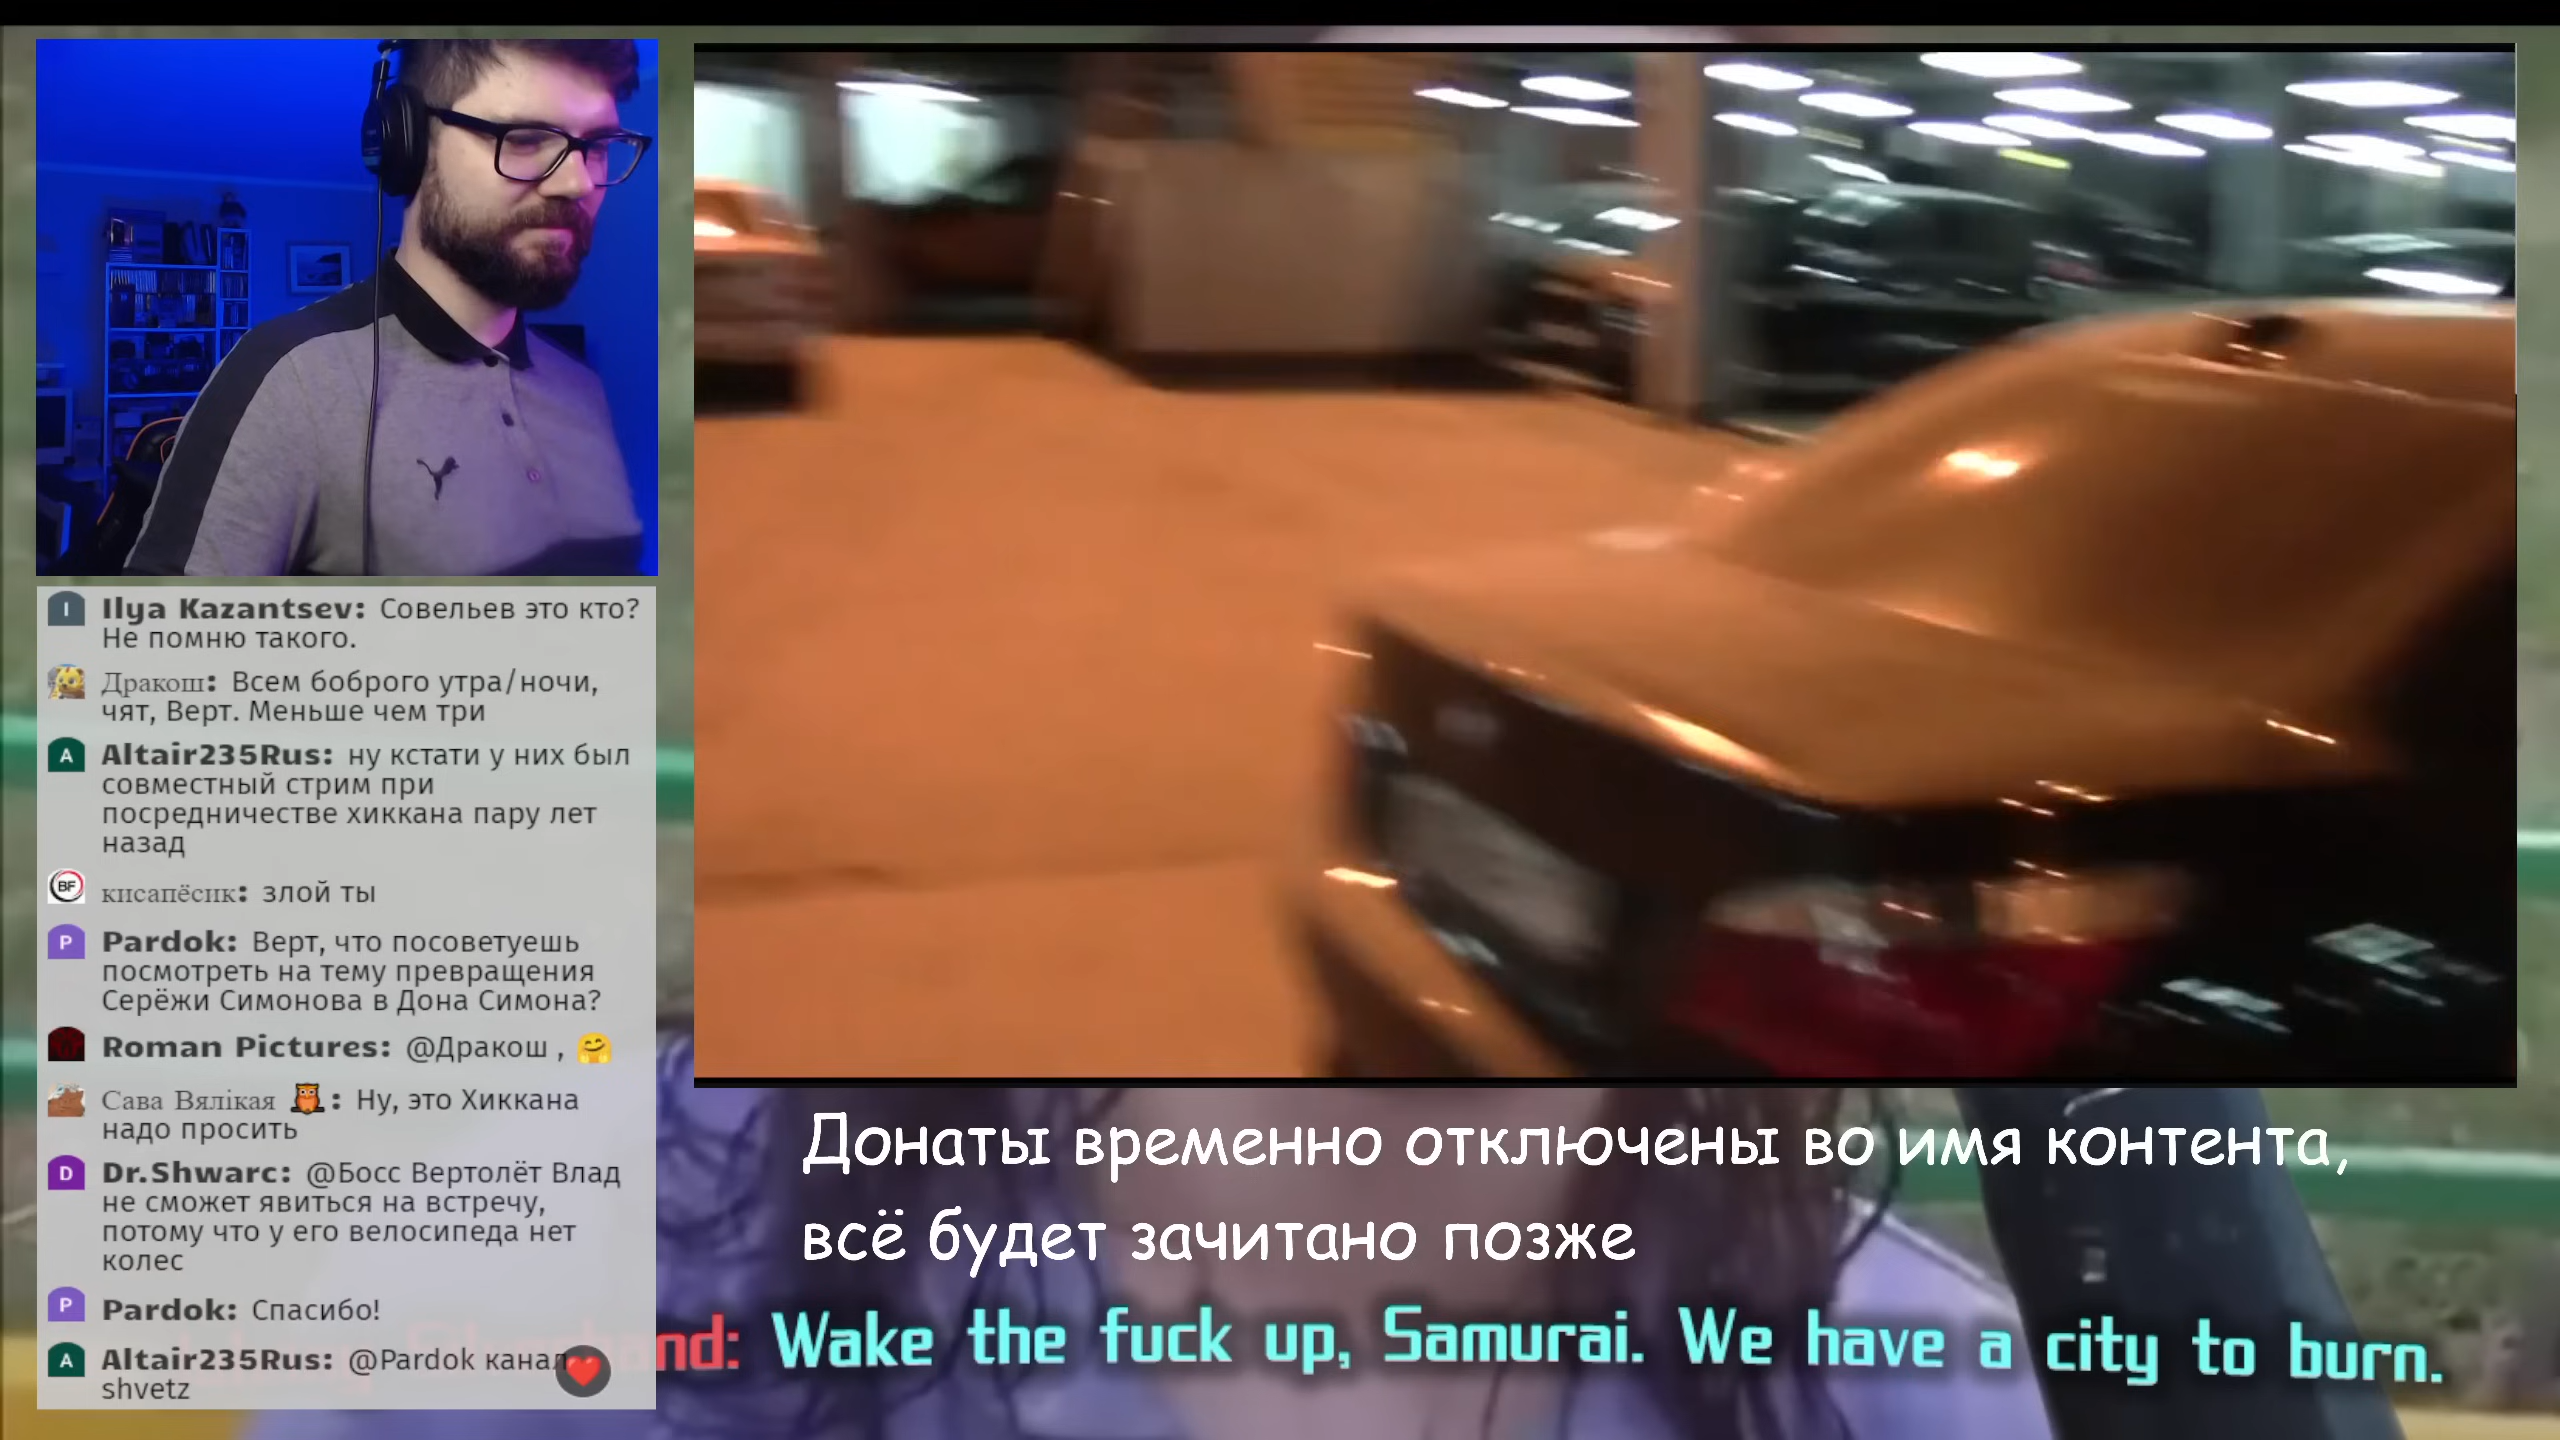 Ilya Kazantsev: Совельев это кто?
Не помню такого.
Дракош: Всем боброго утра/ночи,
чят, Верт. Меньше чем три
Altair235Rus: ну кстати у них был
совместный стрим при
посредничестве хиккана пару лет
назад
BF
кисапёсик: злой ты
Pardok: Верт, что посоветуешь
посмотреть на тему превращения
Серёжи Симонова в Дона Симона?
Roman Pictures: @Дракош , 🤗
Сава Вялікая 🦉: Ну, это Хиккана
надо просить
Dr.Shwarc: @Босс Вертолёт Влад
не сможет явиться на встречу,
потому что у его велосипеда нет
колес
Pardok: Спасибо!
Altair235Rus: @Pardok канал
shvetz
Донаты временно отключены во имя контента,
всё будет зачитано позже
Wake the fuck up, Samurai. We have a city to burn.